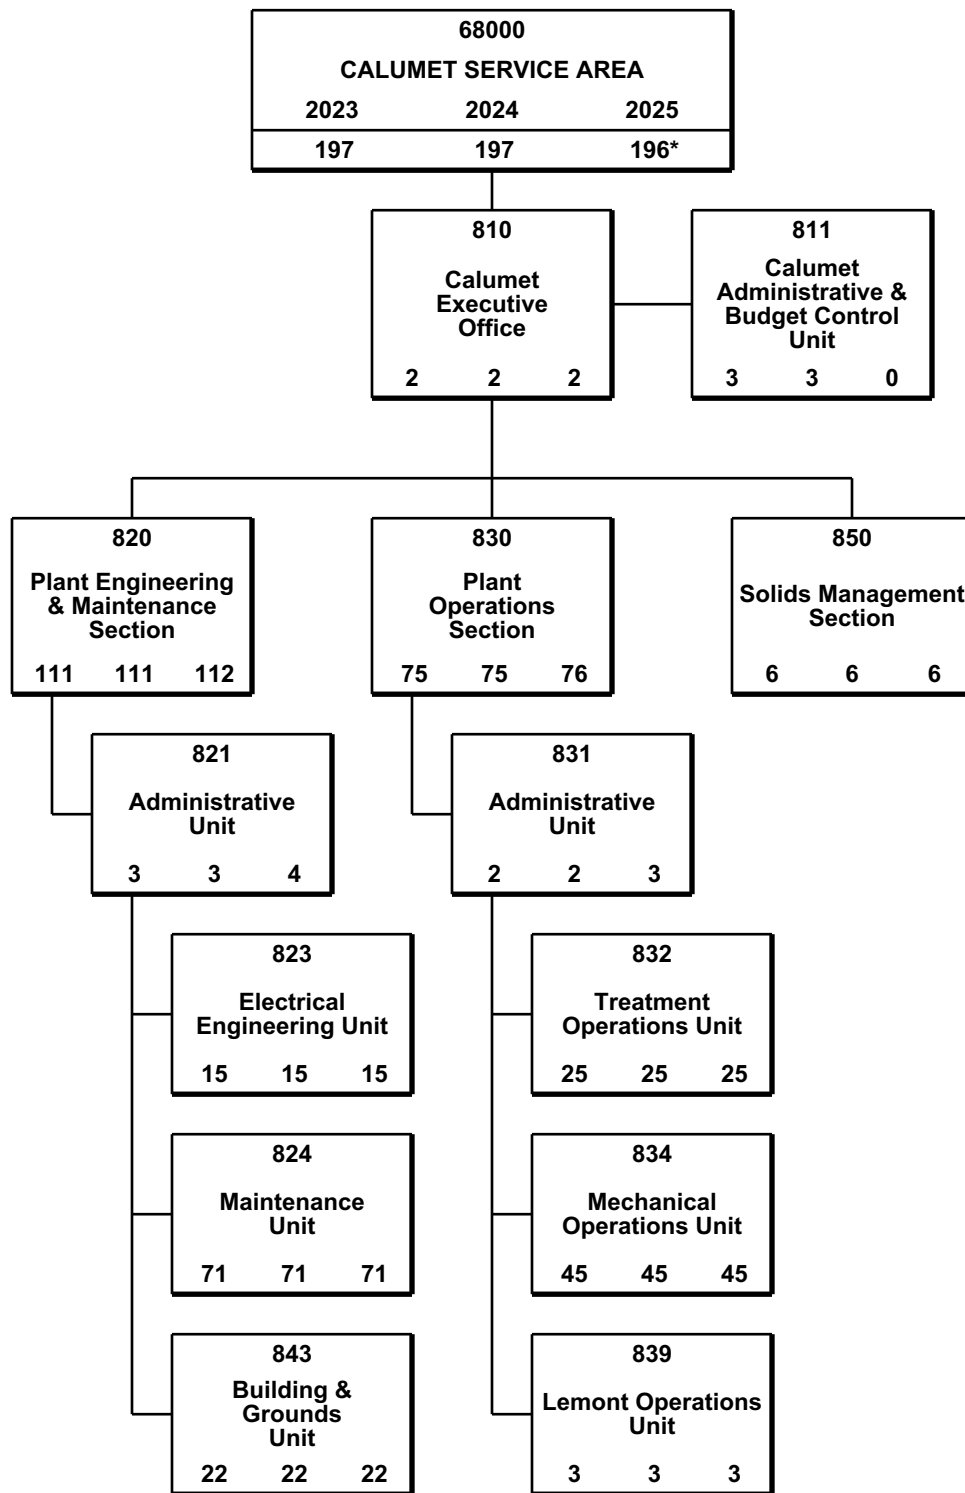 68000
CALUMET SERVICE AREA
2023 2024 2025
197 197 196*
810
Calumet
Executive
Office
2 2 2
811
Calumet
Administrative &
Budget Control
Unit
3 3 0
820
Plant Engineering
& Maintenance
Section
111 111 112
830
Plant
Operations
Section
75 75 76
850
Solids Management
Section
6 6 6
821
Administrative
Unit
3 3 4
831
Administrative
Unit
2 2 3
823
Electrical
Engineering Unit
15 15 15
832
Treatment
Operations Unit
25 25 25
824
Maintenance
Unit
71 71 71
834
Mechanical
Operations Unit
45 45 45
843
Building &
Grounds
Unit
22 22 22
839
Lemont Operations
Unit
3 3 3